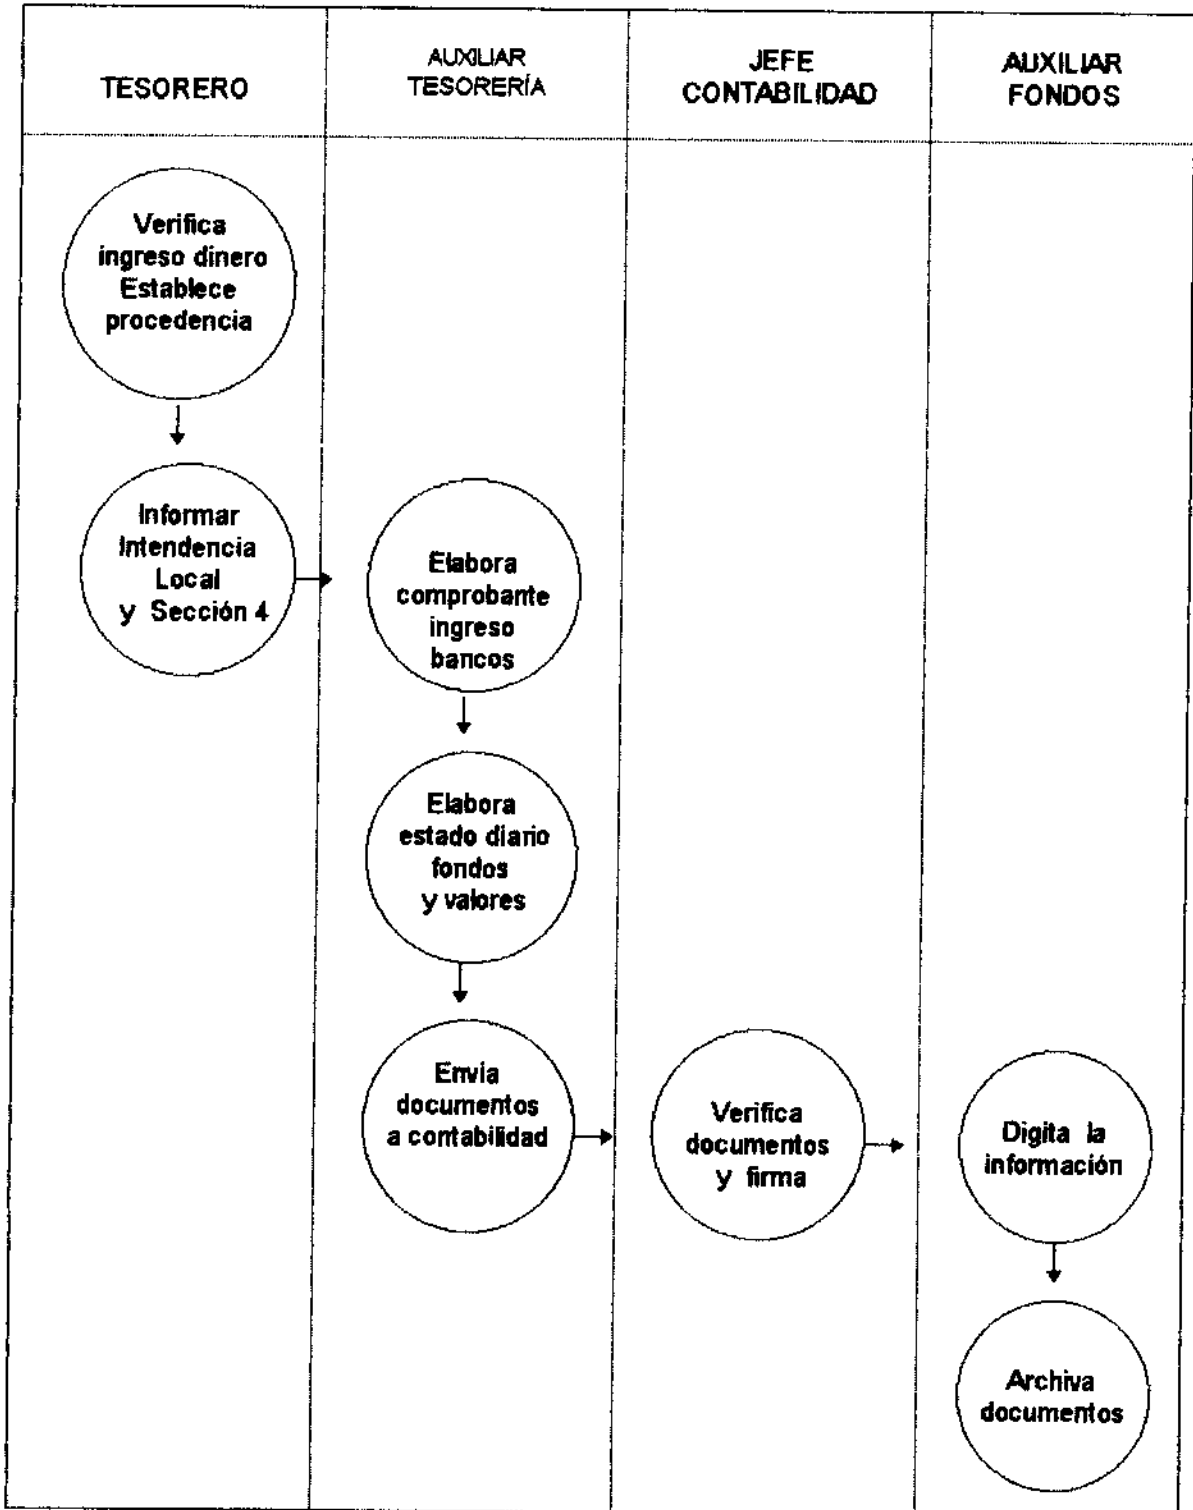 TESORERO
AUXILIAR
TESORERÍA
JEFE
CONTABILIDAD
AUXILIAR
FONDOS
Verifica
ingreso dinero
Establece
procedencia
Informar
Intendencia
Local
y Sección 4
Elabora
comprobante
ingreso
bancos
Elabora
estado diario
fondos
y valores
Envia
documentos
a contabilidad
Verifica
documentos
y firma
Digita la
información
Archiva
documentos